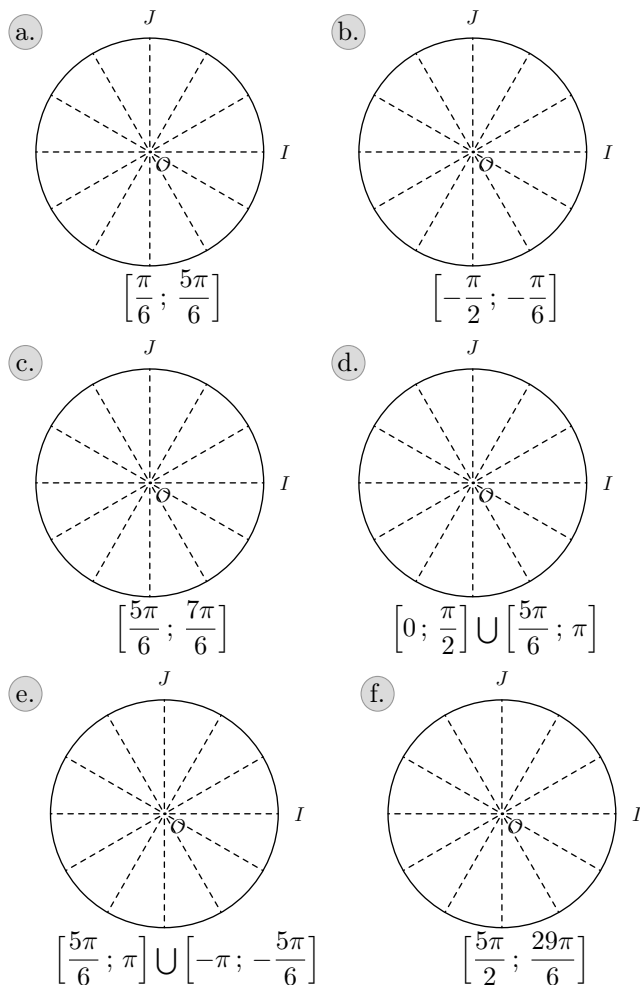 a. J b. J
I I
O O
[π/6 ; 5π/6] [-π/2 ; -π/6]
c. J d. J
I I
O O
[5π/6 ; 7π/6] [0 ; π/2] ⋃ [5π/6 ; π]
e. J f. J
I I
O O
[5π/6 ; π] ⋃ [-π ; -5π/6] [5π/2 ; 29π/6]